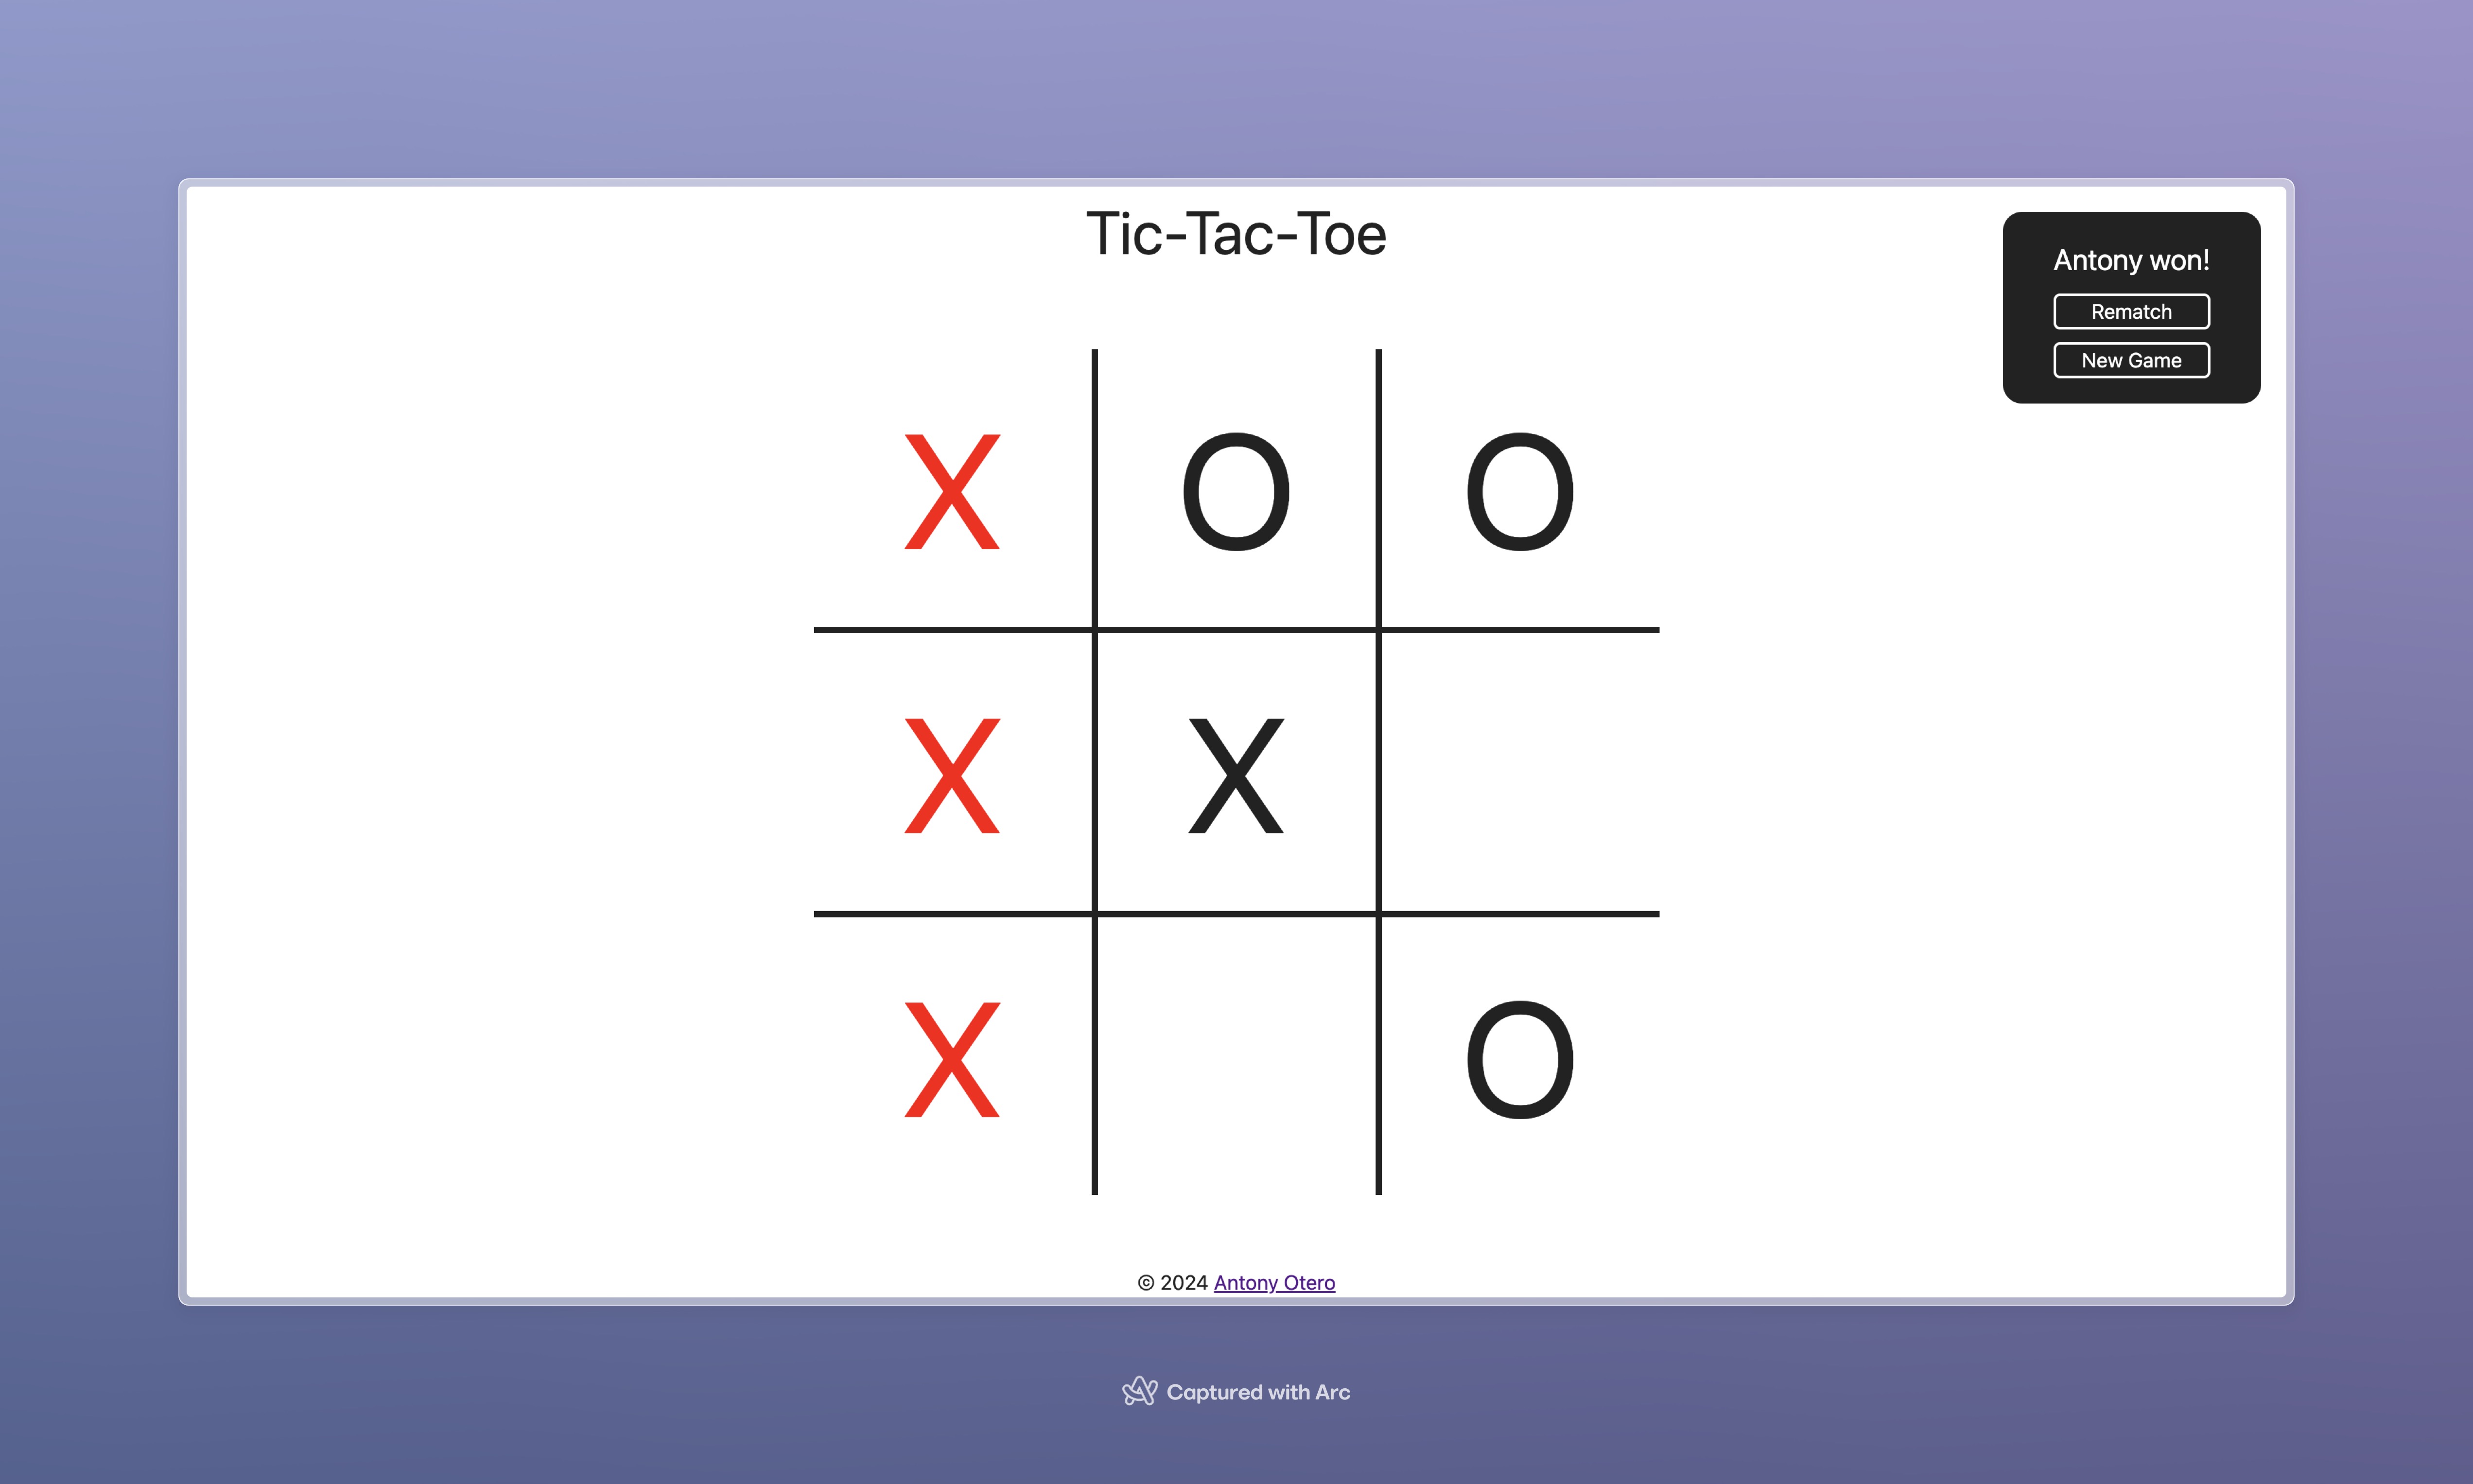 Tic-Tac-Toe
Antony won!
Rematch
New Game
X O O
X X
X O
© 2024 Antony Otero
Captured with Arc